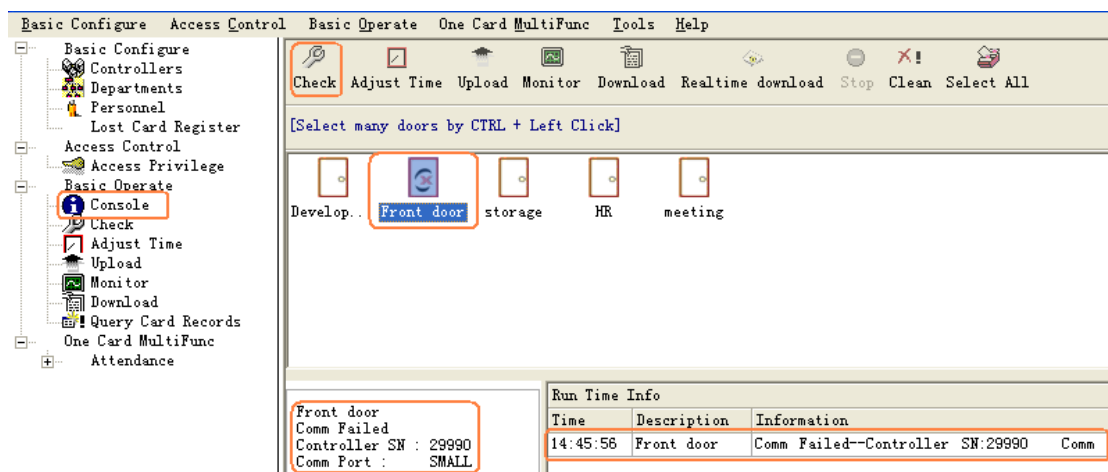 Basic Configure Access Control Basic Operate One Card MultiFunc Tools Help
Basic Configure
Controllers
Departments
Personnel
Lost Card Register
Access Control
Access Privilege
Basic Operate
Console
Check
Adjust Time
Upload
Monitor
Download
Query Card Records
One Card MultiFunc
Attendance
Check Adjust Time Upload Monitor Download Realtime download Stop Clean Select All
[Select many doors by CTRL + Left Click]
Develop.. Front door storage HR meeting
Front door
Comm Failed
Controller SN : 29990
Comm Port : SMALL
Run Time Info
Time Description Information
14:45:56 Front door Comm Failed--Controller SN:29990 Comm